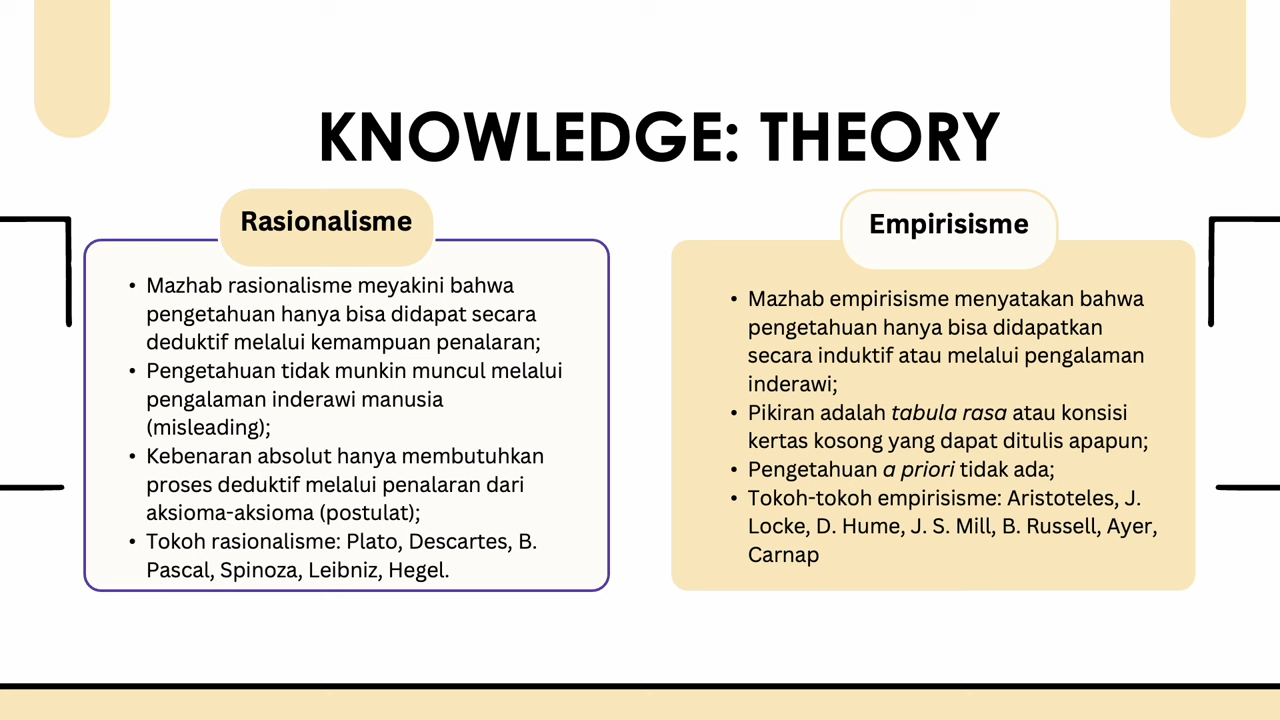 KNOWLEDGE: THEORY
Rasionalisme
• Mazhab rasionalisme meyakini bahwa
pengetahuan hanya bisa didapat secara
deduktif melalui kemampuan penalaran;
• Pengetahuan tidak munkin muncul melalui
pengalaman inderawi manusia
(misleading);
• Kebenaran absolut hanya membutuhkan
proses deduktif melalui penalaran dari
aksioma-aksioma (postulat);
• Tokoh rasionalisme: Plato, Descartes, B.
Pascal, Spinoza, Leibniz, Hegel.
Empirisisme
• Mazhab empirisisme menyatakan bahwa
pengetahuan hanya bisa didapatkan
secara induktif atau melalui pengalaman
inderawi;
• Pikiran adalah tabula rasa atau konsisi
kertas kosong yang dapat ditulis apapun;
• Pengetahuan a priori tidak ada;
• Tokoh-tokoh empirisisme: Aristoteles, J.
Locke, D. Hume, J. S. Mill, B. Russell, Ayer,
Carnap